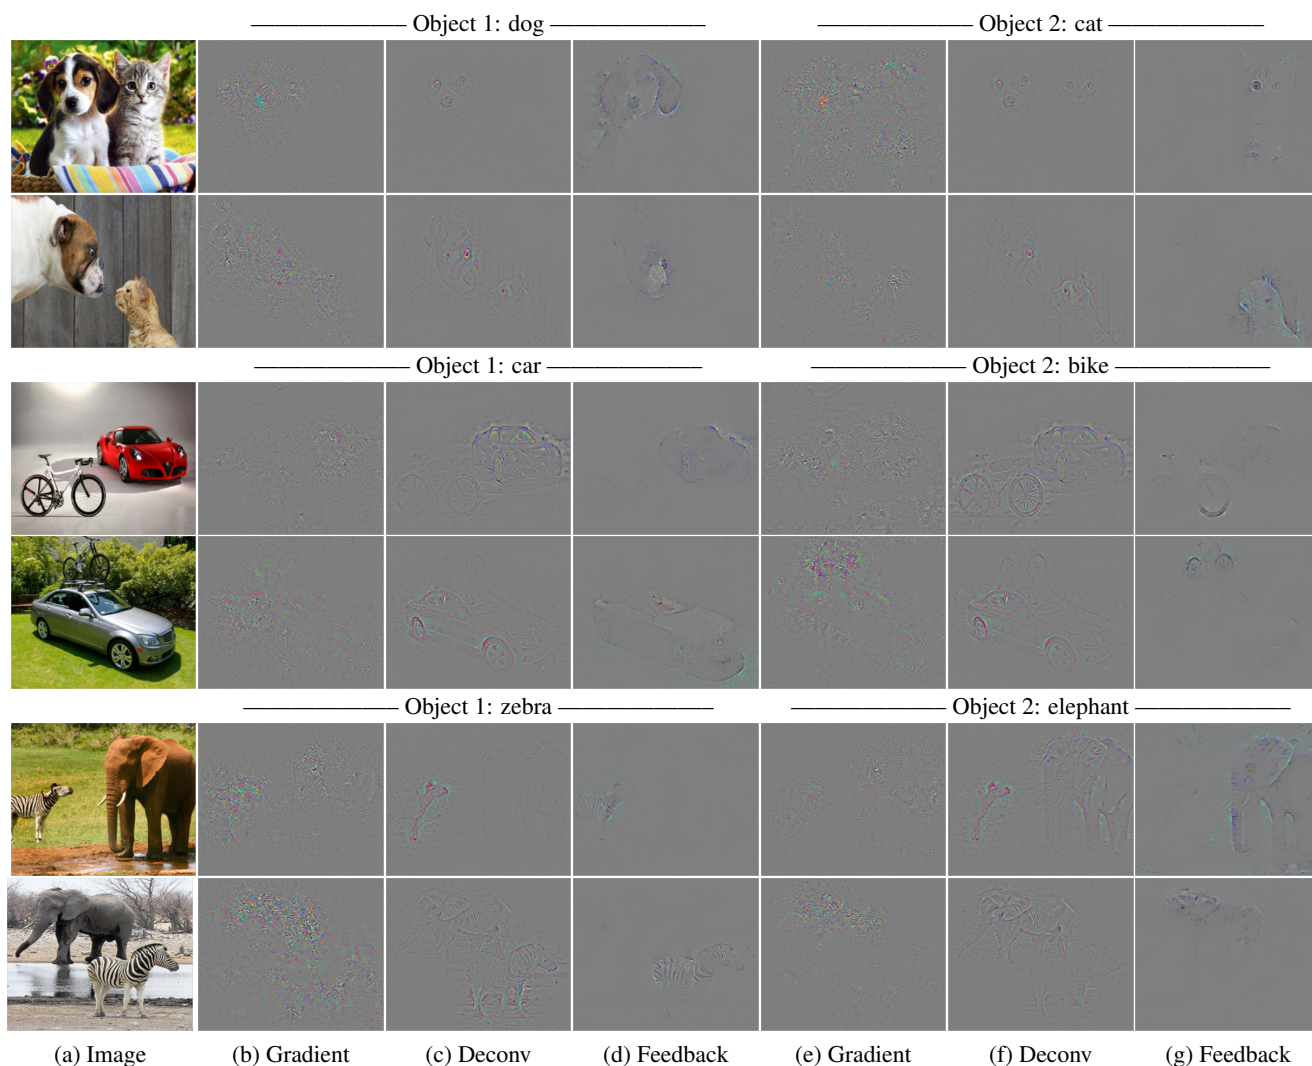 Object 1: dog Object 2: cat
Object 1: car Object 2: bike
Object 1: zebra Object 2: elephant
(a) Image (b) Gradient (c) Deconv (d) Feedback (e) Gradient (f) Deconv (g) Feedback